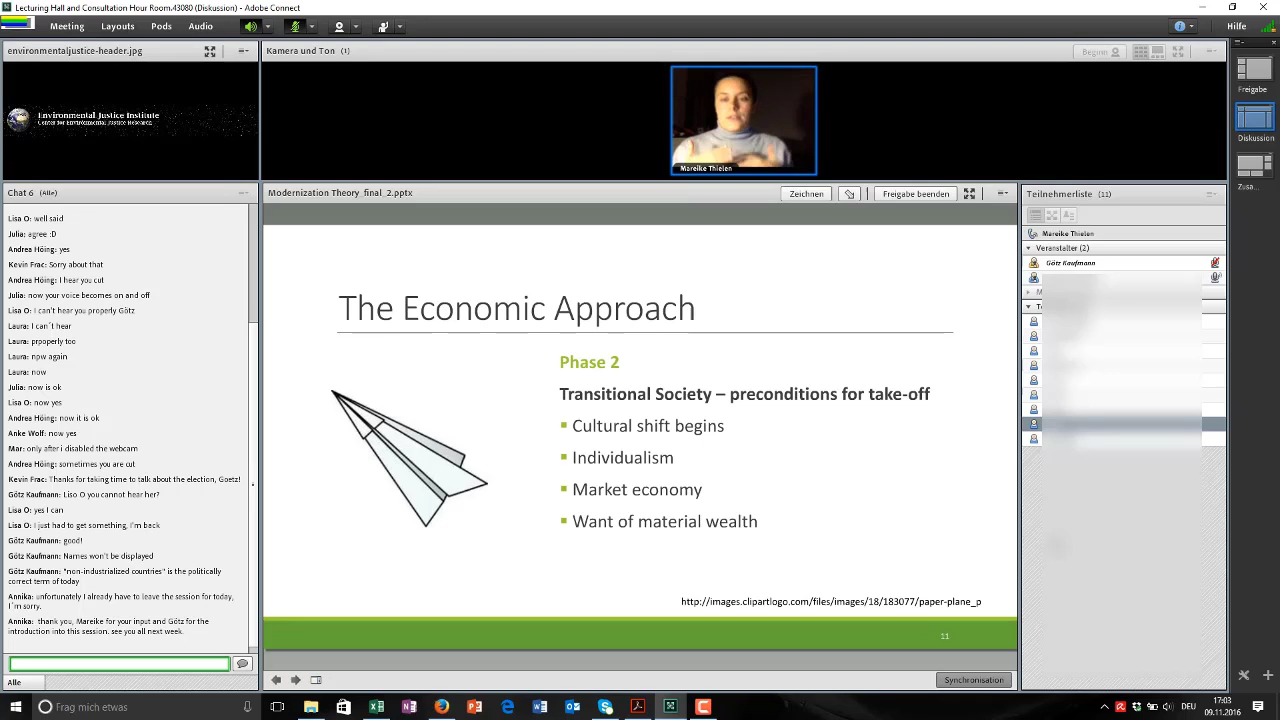 Lecturing Hall and Consultation Hour Room.43080 (Diskussion) - Adobe Connect
Meeting Layouts Pods Audio Hilfe
environmentaljustice-header.jpg
Environmental Justice Institute
Center for Environmental Justice Research
Kamera und Ton (1)
Beginn
Mareike Thielen
Freigabe
Diskussion
Zusa...
Chat 6 (Alle)
Lisa O: well said
Julia: agree :D
Andrea Höing: yes
Kevin Frac: Sorry about that
Andrea Höing: I hear you cut
Julia: now your voice becomes on and off
Lisa O: I can't hear you properly Götz
Laura: I can´t hear
Laura: prpoperly too
Laura: npw again
Laura: now
Julia: now is ok
Lisa O: now yes
Andrea Höing: now it is ok
Anke Wolf: now yes
Mar: only after i disabled the webcam
Andrea Höing: sometimes you are cut
Kevin Frac: Thanks for taking time to talk about the election, Goetz!
Götz Kaufmann: Liso O you cannot hear her?
Lisa O: yes I can
Lisa O: I just had to get something, I'm back
Götz Kaufmann: good!
Götz Kaufmann: Names won't be displayed
Götz Kaufmann: "non-industrialized countries" is the politically
correct term of today
Annika: unfortunately I already have to leave the session for today,
I´m sorry.
Annika: thank you, Mareike for your input and Götz for the
introduction into this session. see you all next week.
Alle
Modernization Theory_final_2.pptx
Zeichnen Freigabe beenden
The Economic Approach
Phase 2
Transitional Society – preconditions for take-off
Cultural shift begins
Individualism
Market economy
Want of material wealth
http://images.clipartlogo.com/files/images/18/183077/paper-plane_p
11
Synchronisation
Teilnehmerliste (11)
Mareike Thielen
Veranstalter (2)
Götz Kaufmann
Frag mich etwas
DEU
17:03
09.11.2016